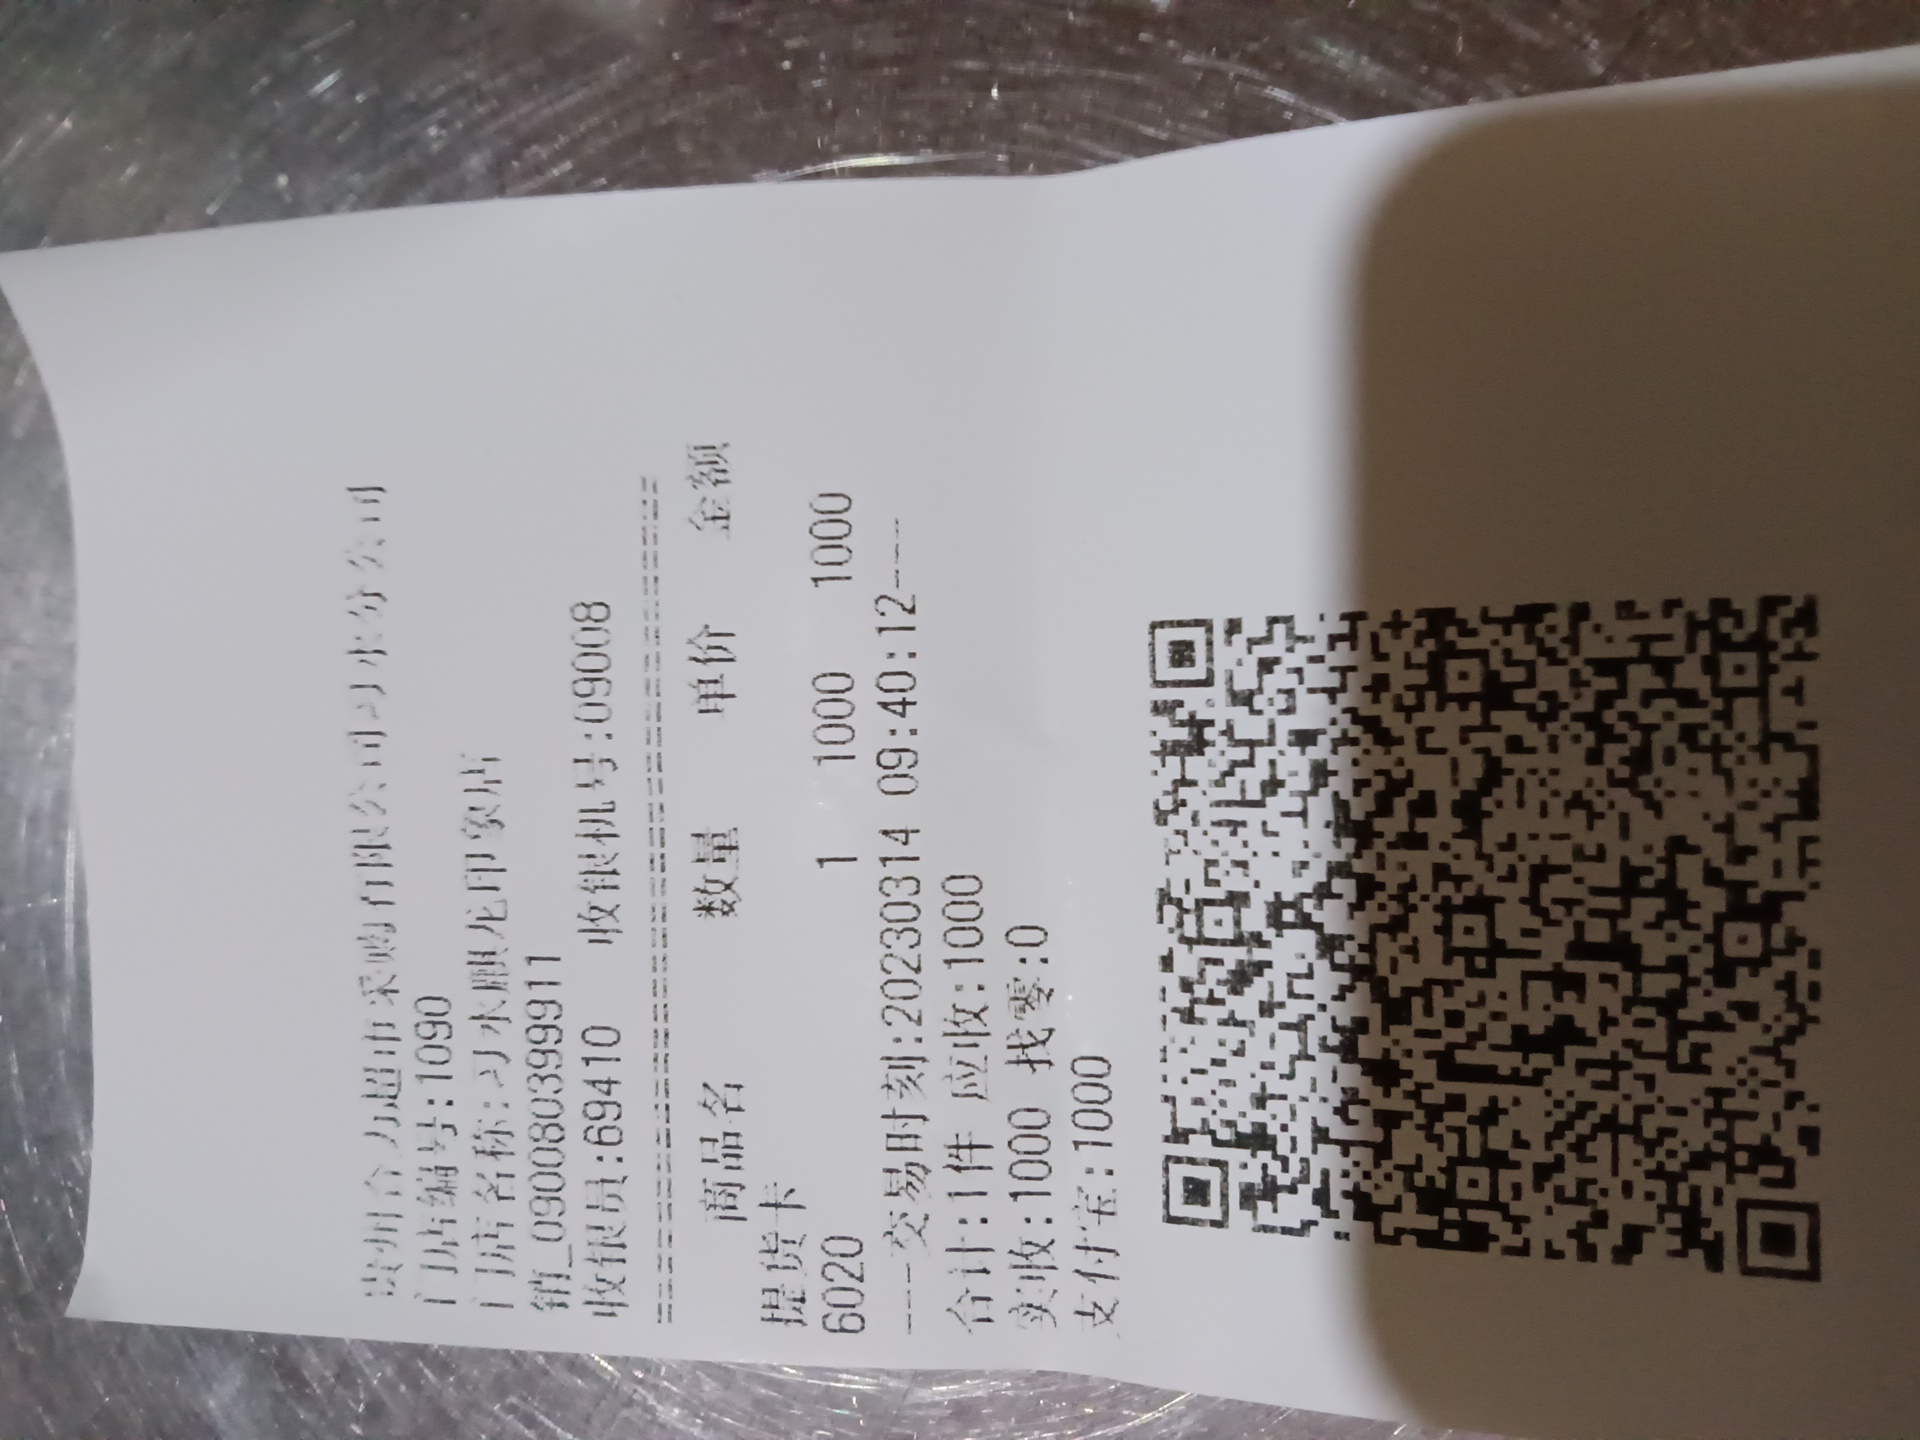 贵州合力超市采购有限公司习水分公司
门店编号:1090
门店名称:习水鹏龙印象店
销_09008039991１
收银员:69410 收银机号:09008
================================
商品名 数量 单价 金额
提货卡
6020 1 1000 1000
---交易时刻:20230314 09:40:12---
合计:1件 应收:1000
实收:1000 找零:0
支付宝:1000